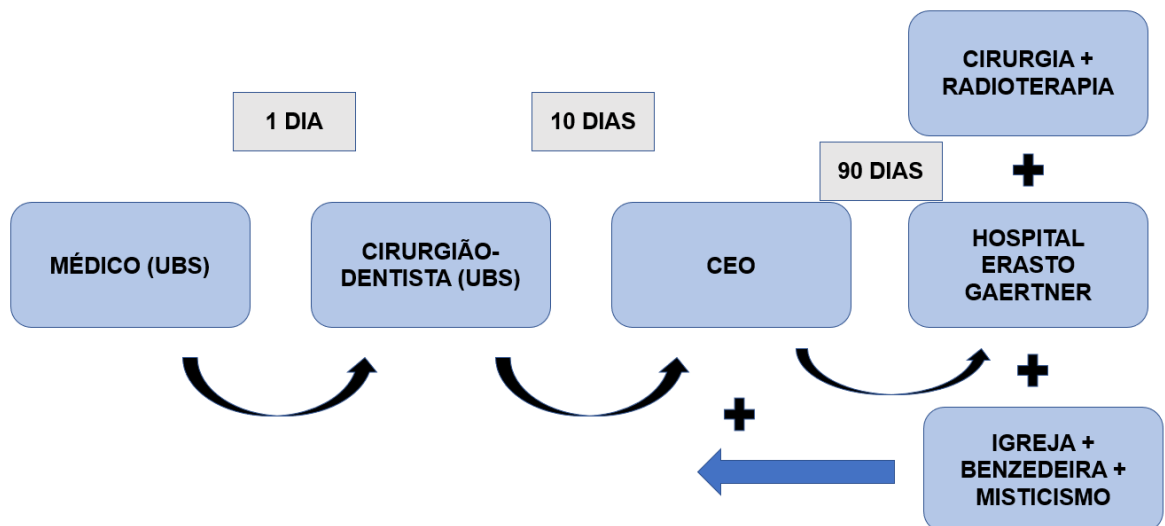 CIRURGIA +
RADIOTERAPIA
1 DIA
10 DIAS
90 DIAS
MÉDICO (UBS)
CIRURGIÃO-
DENTISTA (UBS)
CEO
HOSPITAL
ERASTO
GAERTNER
IGREJA +
BENZEDEIRA +
MISTICISMO